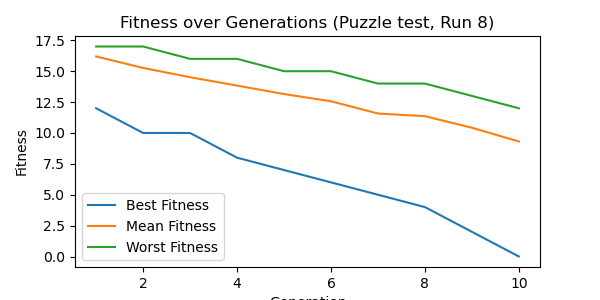 Fitness over Generations (Puzzle test, Run 8)
17.5
15.0
12.5
10.0
7.5
5.0
2.5
0.0
Fitness
Best Fitness
Mean Fitness
Worst Fitness
2 4 6 8 10
Generation